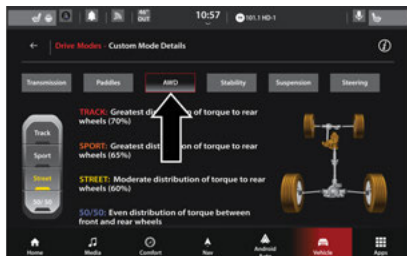 86° OUT 10:57 101.1 HD-1
← Drive Modes - Custom Mode Details
Transmission Paddles AWD Stability Suspension Steering
TRACK: Greatest of torque to rear
wheels (70%)
SPORT: Greatest of torque to rear
wheels (65%)
STREET: Moderate distribution of torque to rear
wheels (60%)
50/50: Even distribution of torque between
front and rear wheels
Track
Sport
Street
50/50
Home Media Comfort Nav Android Auto Vehicle Apps